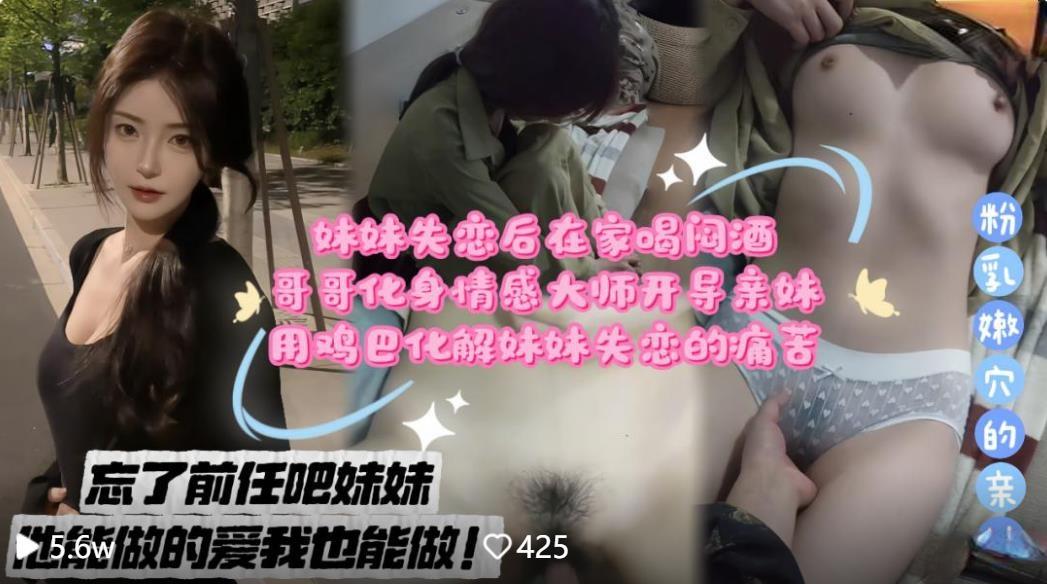 妹妹失恋后在家喝闷酒
哥哥化身情感大师开导亲妹
用鸡巴化解妹妹失恋的痛苦
粉乳嫩穴的亲
忘了前任吧妹妹
他能做的爱我也能做！
5.6w
425